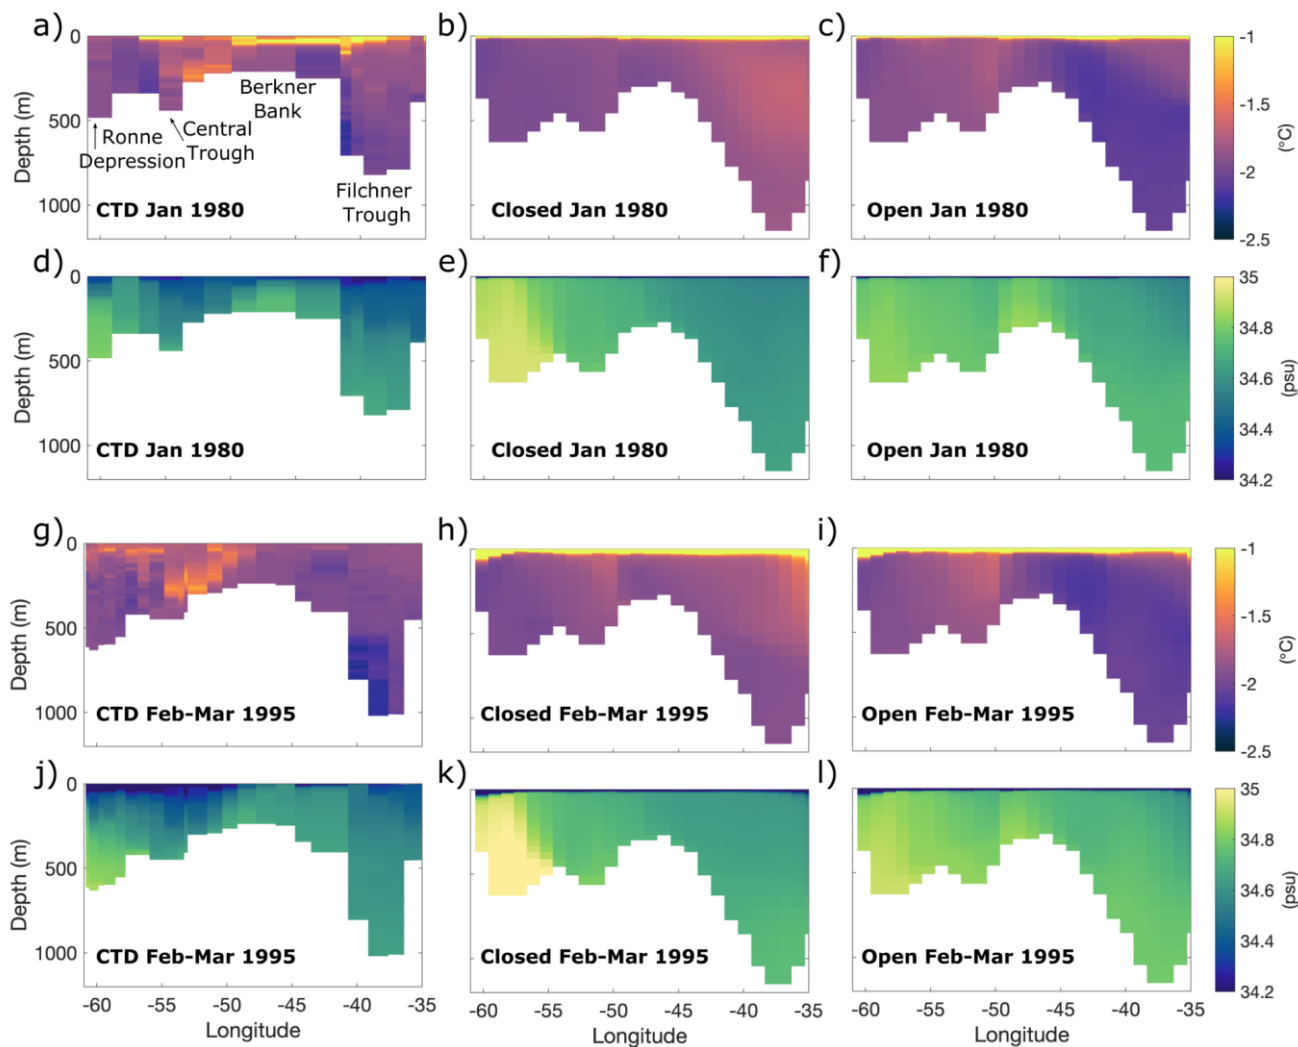 a)
b)
c)
0
500
1000
Depth (m)
Berkner
Bank
Central
Trough
Ronne
Depression
Filchner
Trough
CTD Jan 1980
Closed Jan 1980
Open Jan 1980
-1
-1.5
-2
-2.5
(°C)
d)
e)
f)
0
500
1000
Depth (m)
CTD Jan 1980
Closed Jan 1980
Open Jan 1980
35
34.8
34.6
34.4
34.2
(psu)
g)
h)
i)
0
500
1000
Depth (m)
CTD Feb-Mar 1995
Closed Feb-Mar 1995
Open Feb-Mar 1995
-1
-1.5
-2
-2.5
(°C)
j)
k)
l)
0
500
1000
Depth (m)
CTD Feb-Mar 1995
Closed Feb-Mar 1995
Open Feb-Mar 1995
35
34.8
34.6
34.4
34.2
(psu)
-60 -55 -50 -45 -40 -35
-60 -55 -50 -45 -40 -35
-60 -55 -50 -45 -40 -35
Longitude
Longitude
Longitude